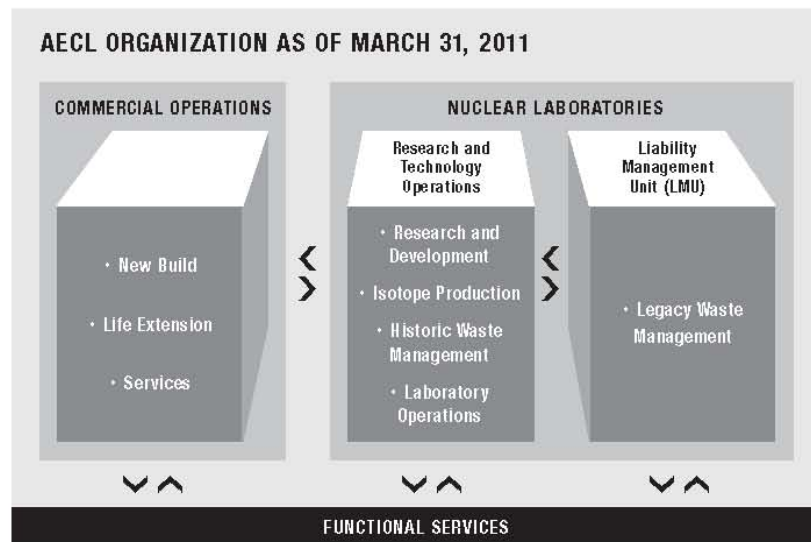 AECL ORGANIZATION AS OF MARCH 31, 2011
COMMERCIAL OPERATIONS
• New Build
• Life Extension
• Services
NUCLEAR LABORATORIES
Research and
Technology
Operations
• Research and
Development
• Isotope Production
• Historic Waste
Management
• Laboratory
Operations
Liability
Management
Unit (LMU)
• Legacy Waste
Management
FUNCTIONAL SERVICES